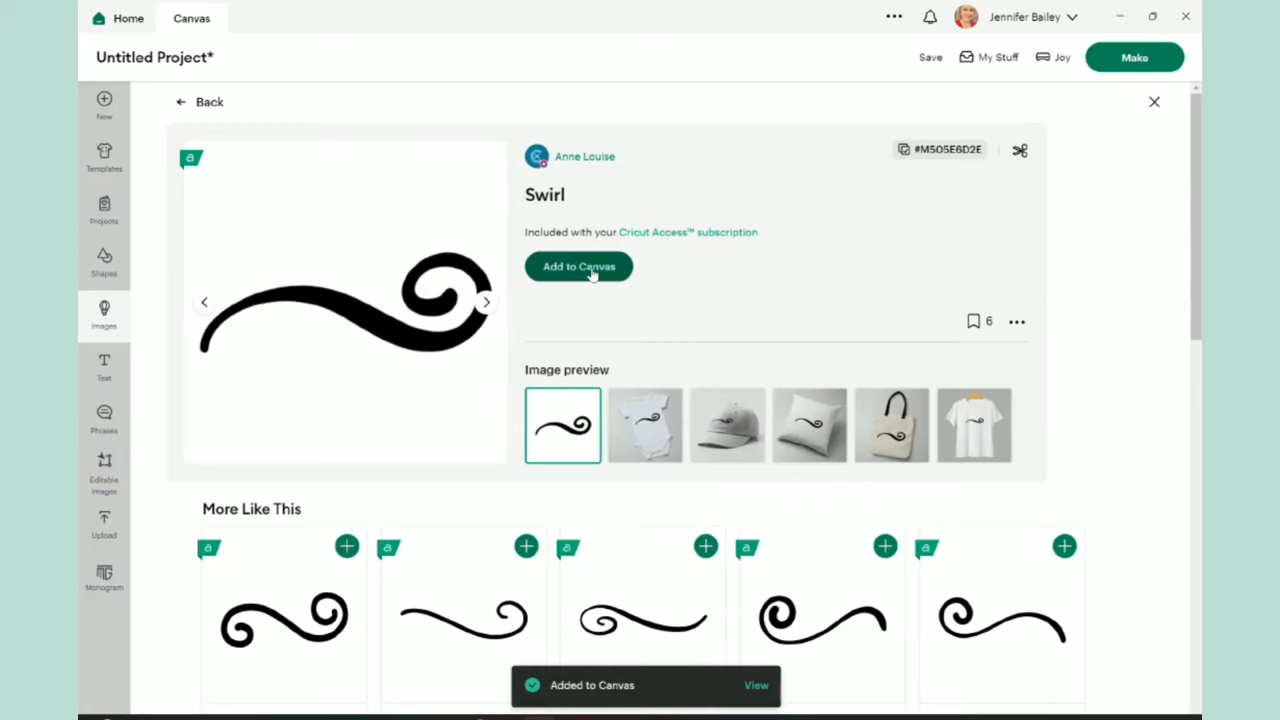 Home
Canvas
Jennifer Bailey
Untitled Project*
Save
My Stuff
Joy
Make
New
Templates
Projects
Shapes
Images
Text
Phrases
Editable
Images
Upload
Monogram
Back
a
Anne Louise
#M505E6D2E
Swirl
Included with your Cricut Access™ subscription
Add to Canvas
6
Image preview
More Like This
a
a
a
a
a
Added to Canvas
View